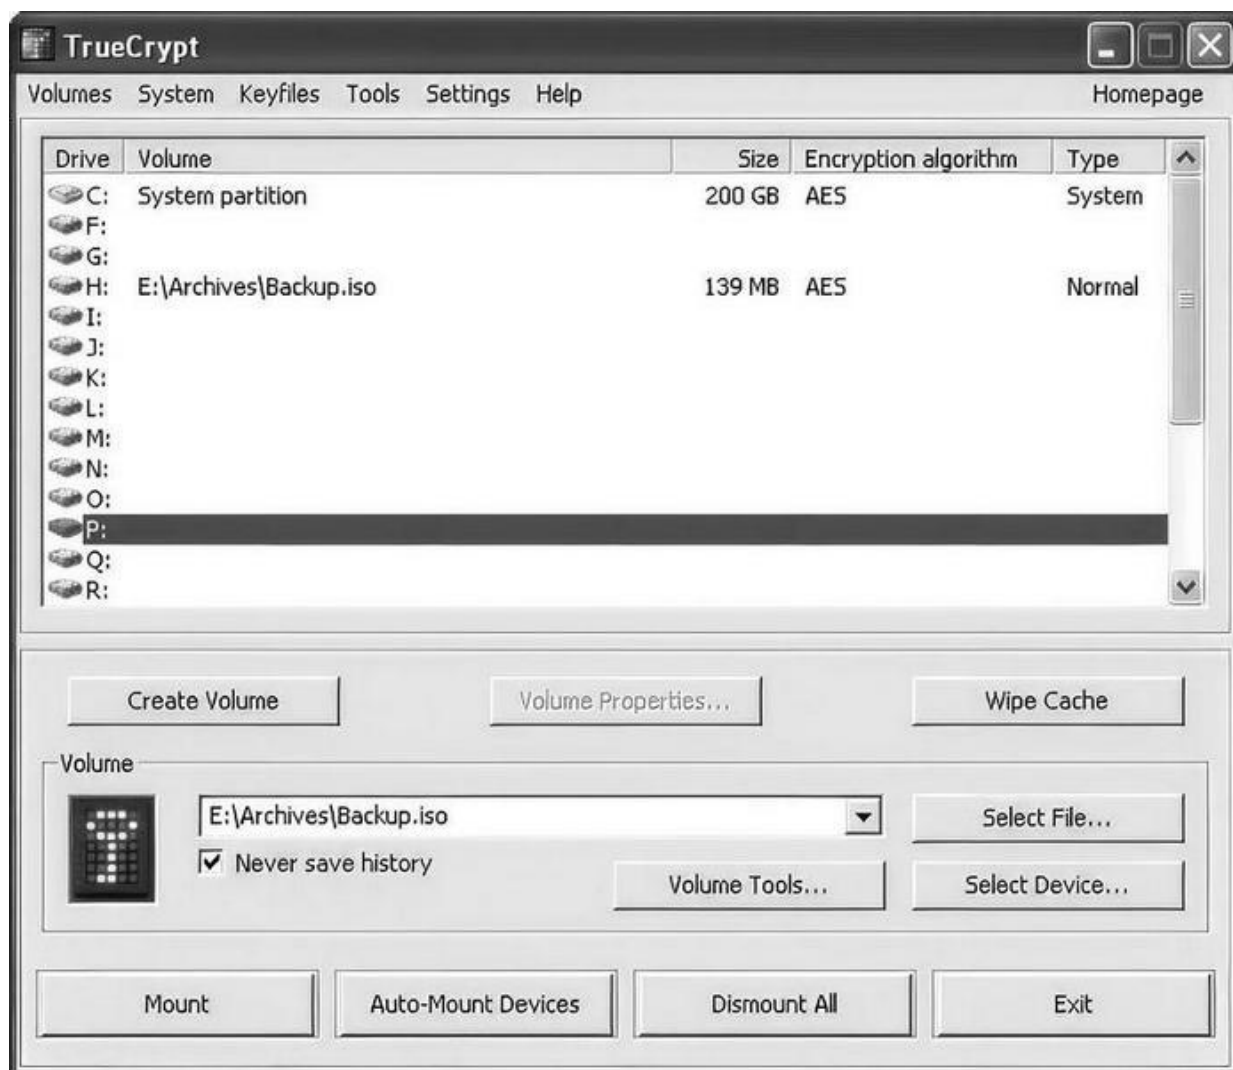 TrueCrypt
Volumes System Keyfiles Tools Settings Help Homepage
Drive Volume Size Encryption algorithm Type
C: System partition 200 GB AES System
F:
G:
H: E:\Archives\Backup.iso 139 MB AES Normal
I:
J:
K:
L:
M:
N:
O:
P:
Q:
R:
Create Volume Volume Properties... Wipe Cache
Volume
E:\Archives\Backup.iso Select File...
Never save history
Volume Tools... Select Device...
Mount Auto-Mount Devices Dismount All Exit